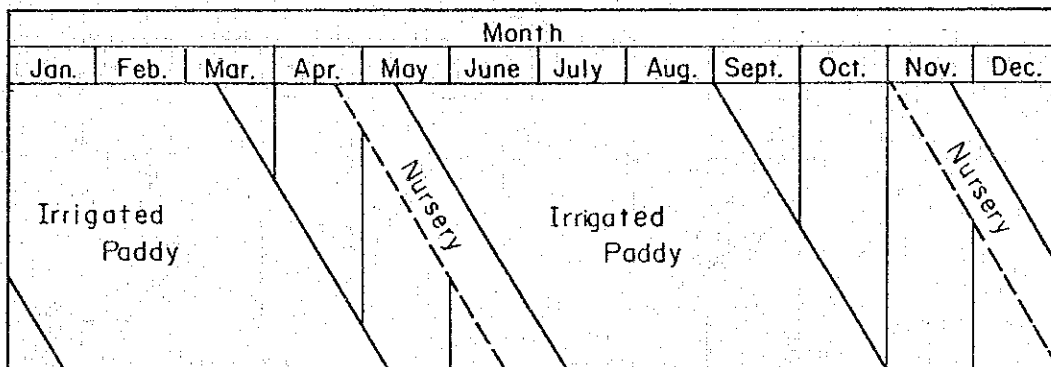 Month
Jan. Feb. Mar. Apr. May June July Aug. Sept. Oct. Nov. Dec.
Nursery
Nursery
Irrigated
Paddy
Irrigated
Paddy